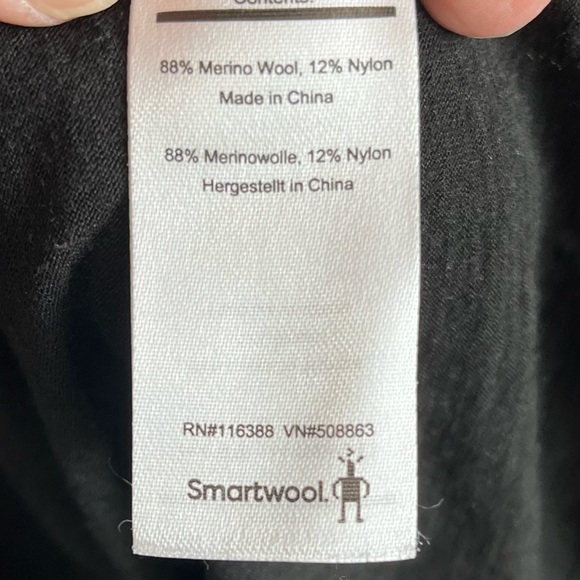 Contents:
88% Merino Wool, 12% Nylon
Made in China
88% Merinowolle, 12% Nylon
Hergestellt in China
RN#116388 VN#508863
Smartwool.